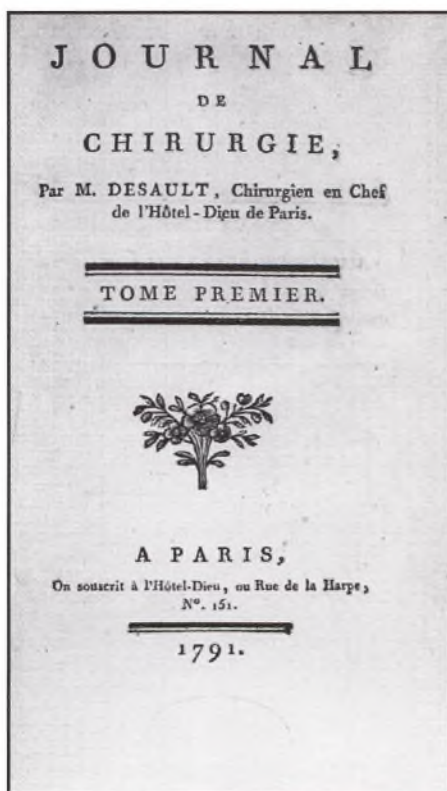 JOURNAL
DE
CHIRURGIE,
Par M. DESAULT, Chirurgien en Chef
de l'Hôtel-Dieu de Paris.
TOME PREMIER.
A PARIS,
On souscrit à l'Hôtel-Dieu, ou Rue de la Harpe,
N°. 151.
1791.